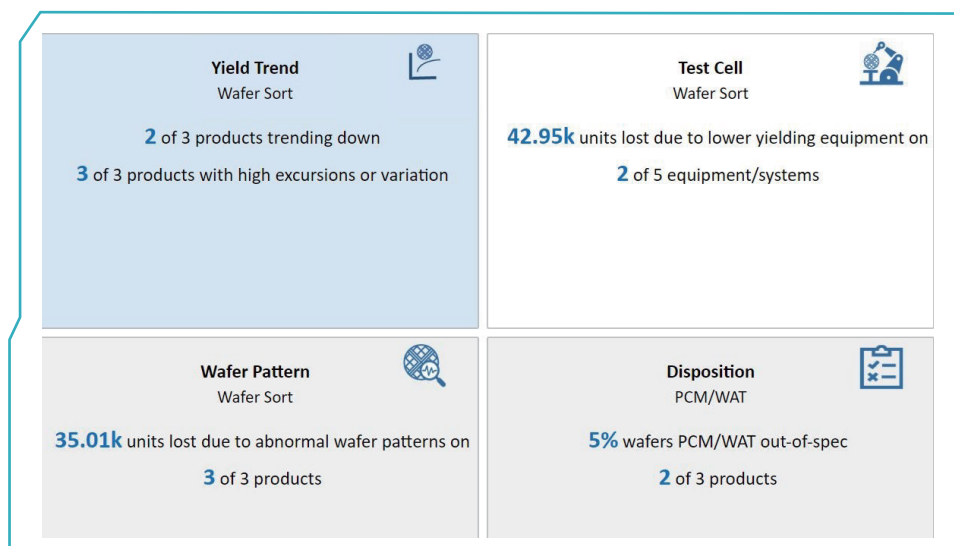 Yield Trend
Wafer Sort
2 of 3 products trending down
3 of 3 products with high excursions or variation
Test Cell
Wafer Sort
42.95k units lost due to lower yielding equipment on
2 of 5 equipment/systems
Wafer Pattern
Wafer Sort
35.01k units lost due to abnormal wafer patterns on
3 of 3 products
Disposition
PCM/WAT
5% wafers PCM/WAT out-of-spec
2 of 3 products